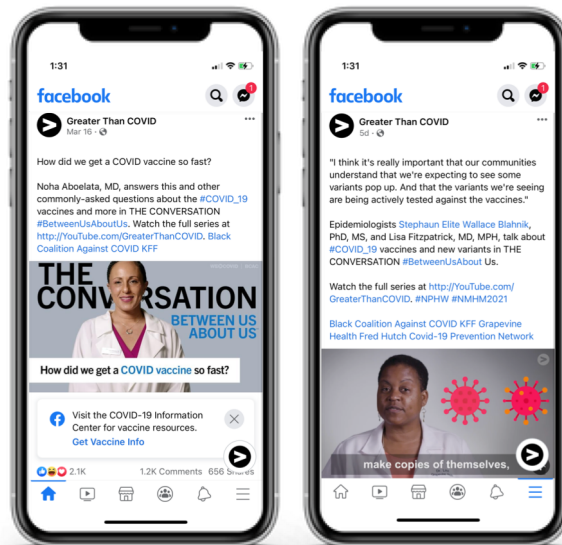 1:31
facebook
1
Greater Than COVID
Mar 16
How did we get a COVID vaccine so fast?
Noha Aboelata, MD, answers this and other
commonly-asked questions about the #COVID_19
vaccines and more in THE CONVERSATION
#BetweenUsAboutUs. Watch the full series at
http://YouTube.com/GreaterThanCOVID. Black
Coalition Against COVID KFF
THE
CONVERSATION
BETWEEN US
ABOUT US
How did we get a COVID vaccine so fast?
Visit the COVID-19 Information
Center for vaccine resources.
Get Vaccine Info
2.1K 1.2K Comments 656 Shares
1:31
facebook
1
Greater Than COVID
5d
"I think it's really important that our communities
understand that we're expecting to see some
variants pop up. And that the variants we're seeing
are being actively tested against the vaccines."
Epidemiologists Stephaun Elite Wallace Blahnik,
PhD, MS, and Lisa Fitzpatrick, MD, MPH, talk about
#COVID_19 vaccines and new variants in THE
CONVERSATION #BetweenUsAbout Us.
Watch the full series at http://YouTube.com/
GreaterThanCOVID. #NPHW #NMHM2021
Black Coalition Against COVID KFF Grapevine
Health Fred Hutch Covid-19 Prevention Network
make copies of themselves,